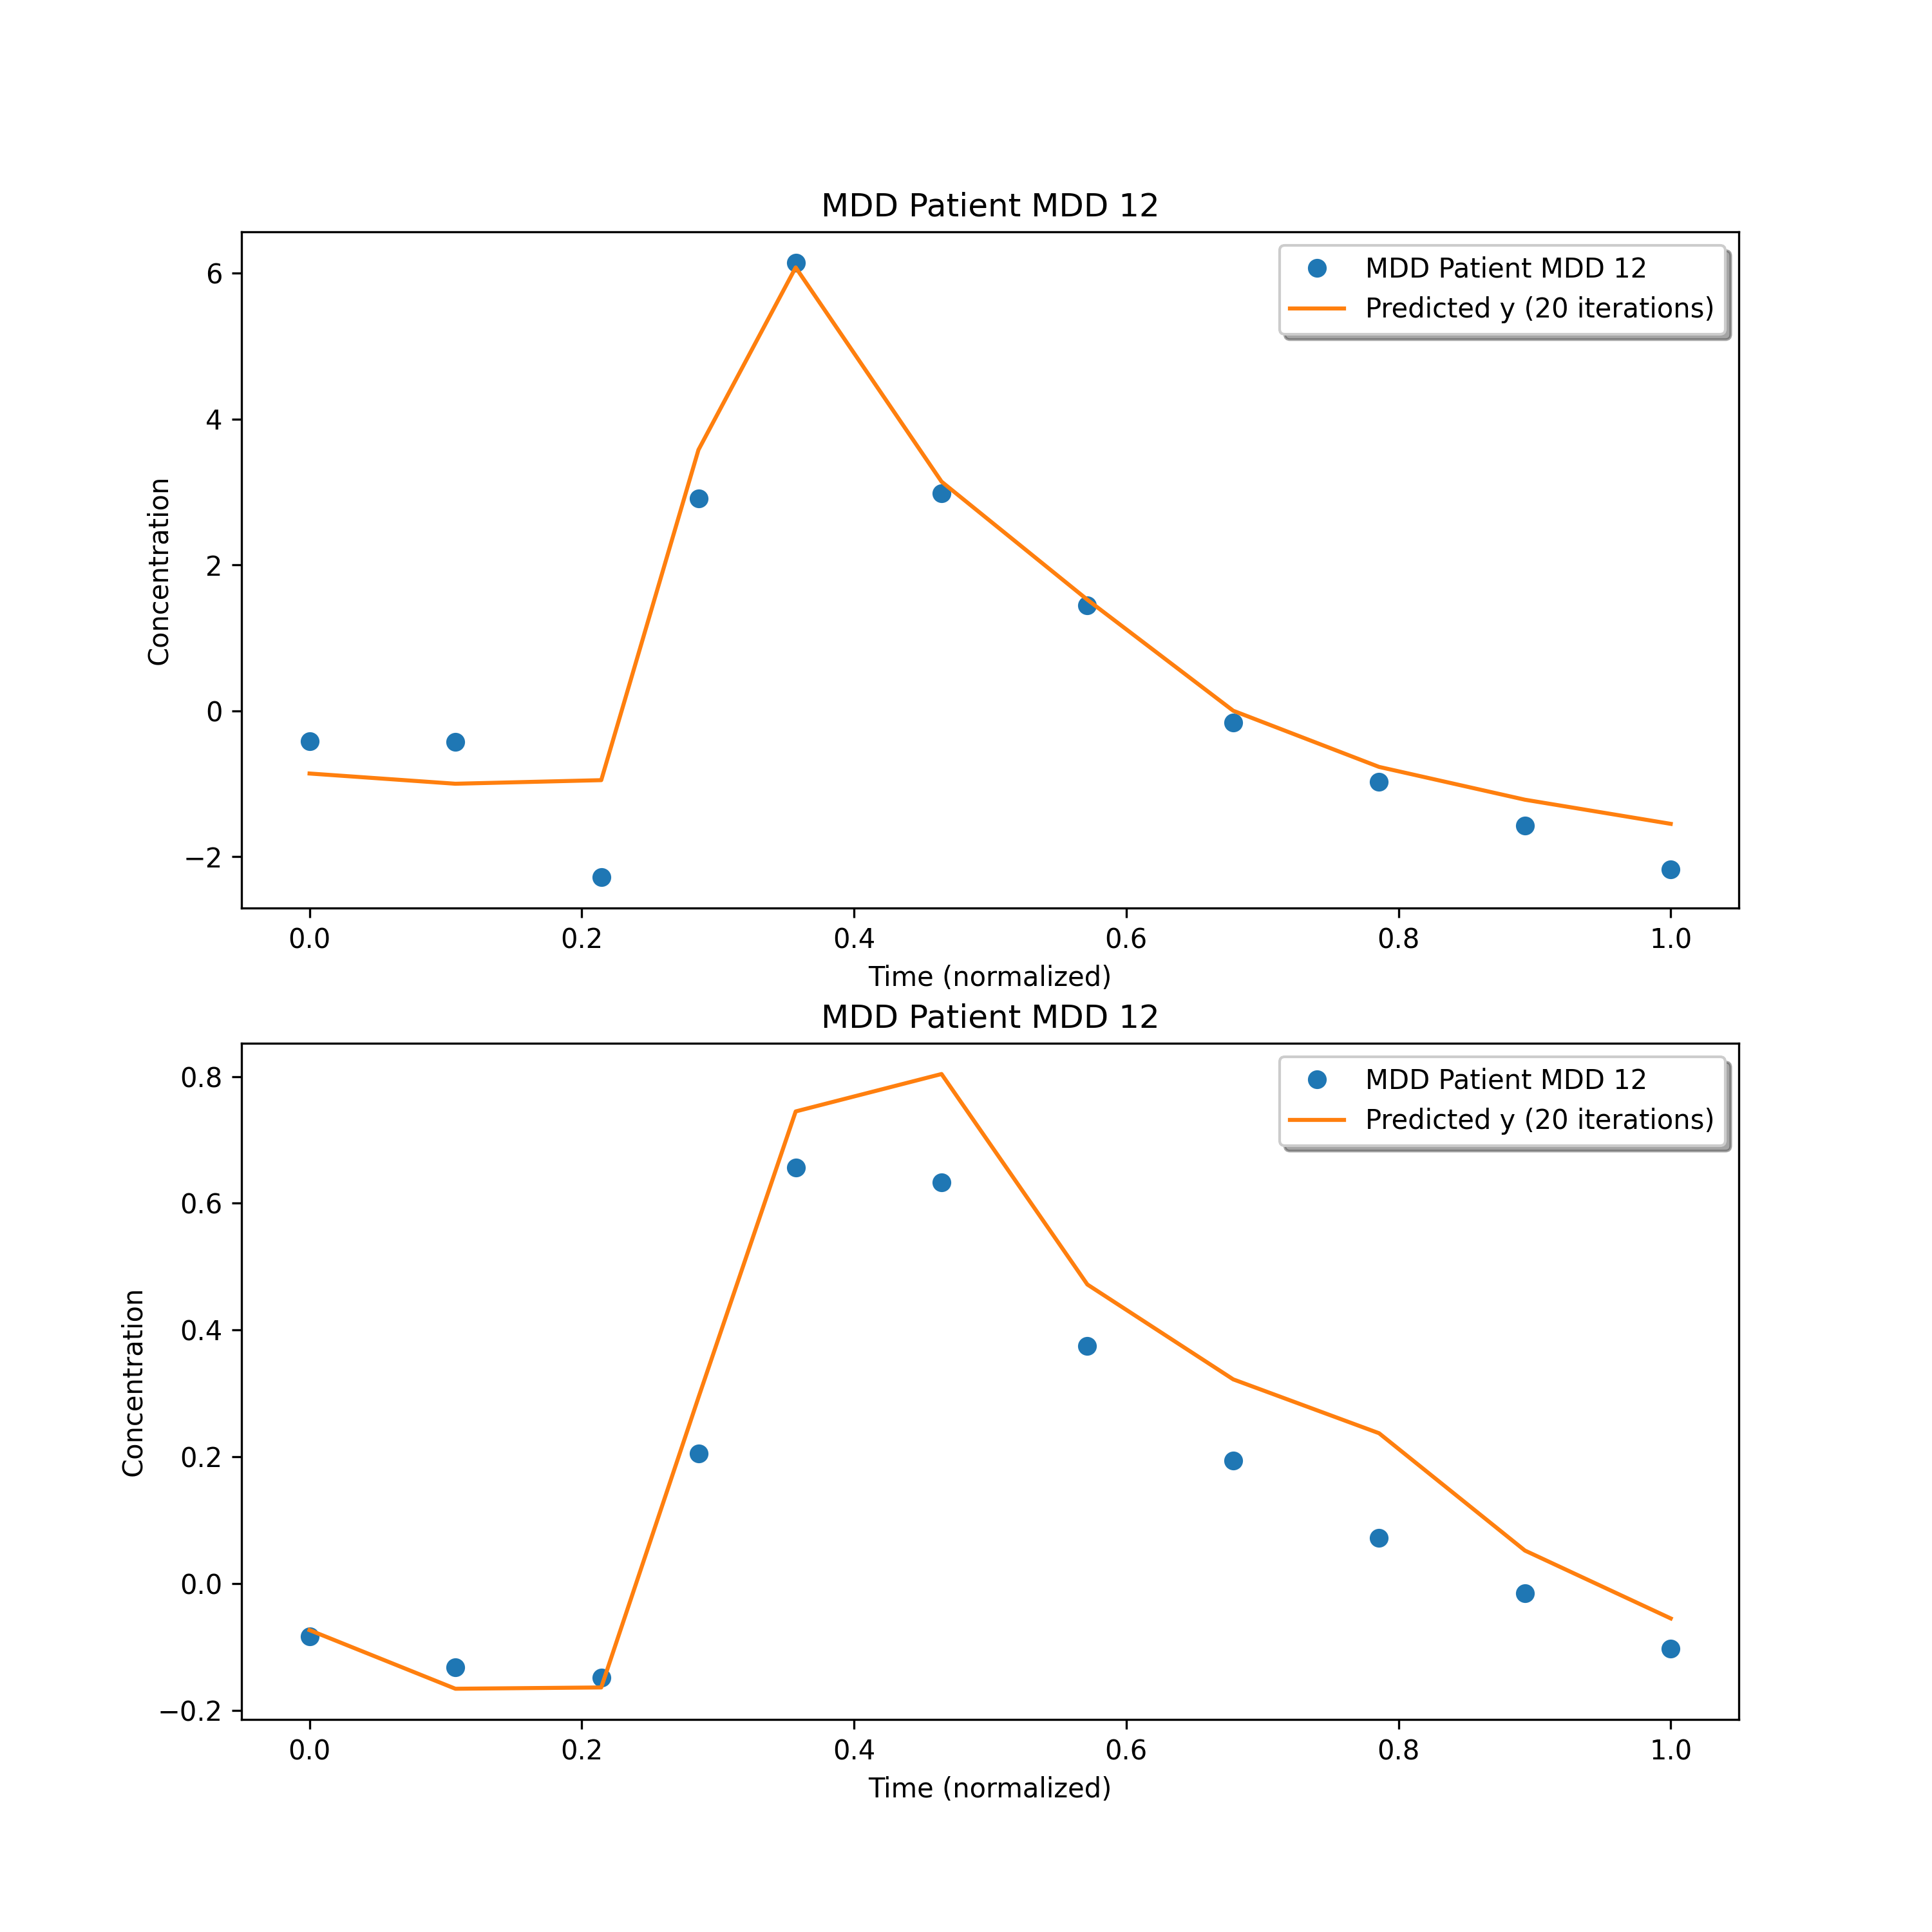 MDD Patient MDD 12
MDD Patient MDD 12
Predicted y (20 iterations)
6
4
2
0
−2
Concentration
0.0 0.2 0.4 0.6 0.8 1.0
Time (normalized)
MDD Patient MDD 12
MDD Patient MDD 12
Predicted y (20 iterations)
0.8
0.6
0.4
0.2
0.0
−0.2
Concentration
0.0 0.2 0.4 0.6 0.8 1.0
Time (normalized)